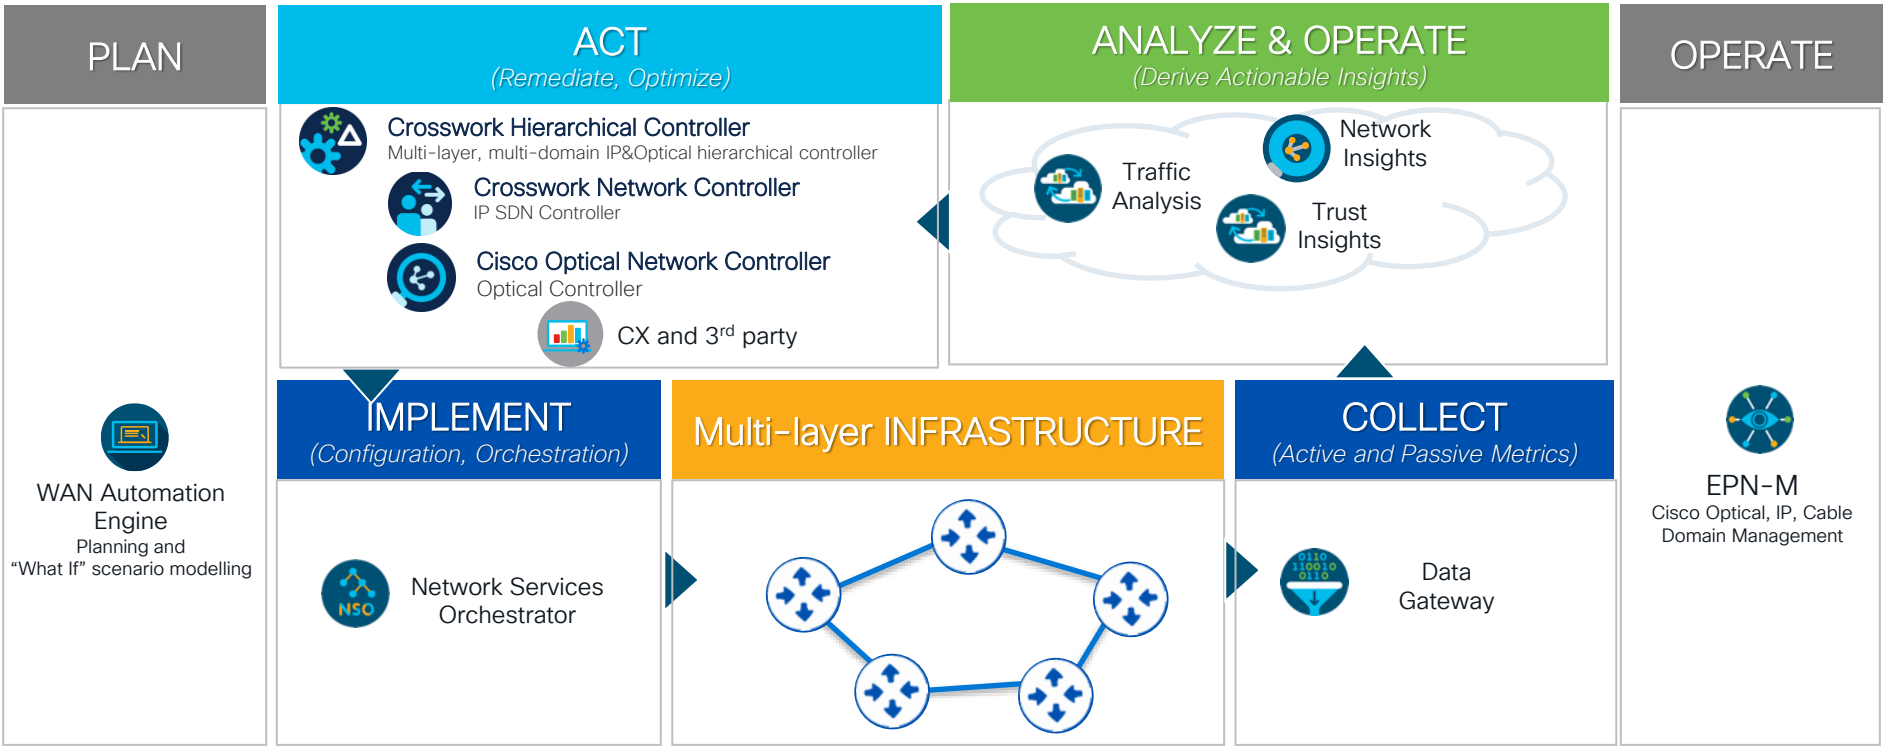 PLAN
WAN Automation
Engine
Planning and
“What If” scenario modelling
ACT
(Remediate, Optimize)
Crosswork Hierarchical Controller
Multi-layer, multi-domain IP&Optical hierarchical controller
Crosswork Network Controller
IP SDN Controller
Cisco Optical Network Controller
Optical Controller
CX and 3rd party
ANALYZE & OPERATE
(Derive Actionable Insights)
Traffic
Analysis
Network
Insights
Trust
Insights
IMPLEMENT
(Configuration, Orchestration)
NSO
Network Services
Orchestrator
Multi-layer INFRASTRUCTURE
COLLECT
(Active and Passive Metrics)
0110
110010
0110
Data
Gateway
OPERATE
EPN-M
Cisco Optical, IP, Cable
Domain Management